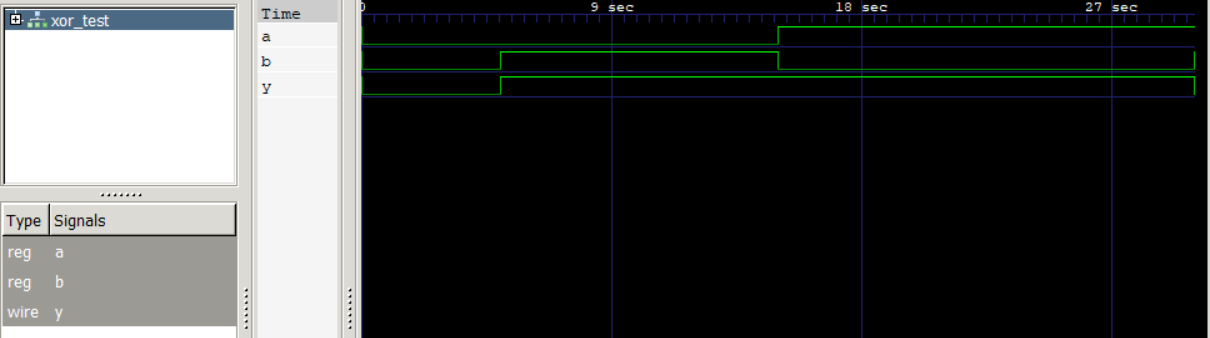 xor_test
Type Signals
reg a
reg b
wire y
Time
a
b
y
0 9 sec 18 sec 27 sec